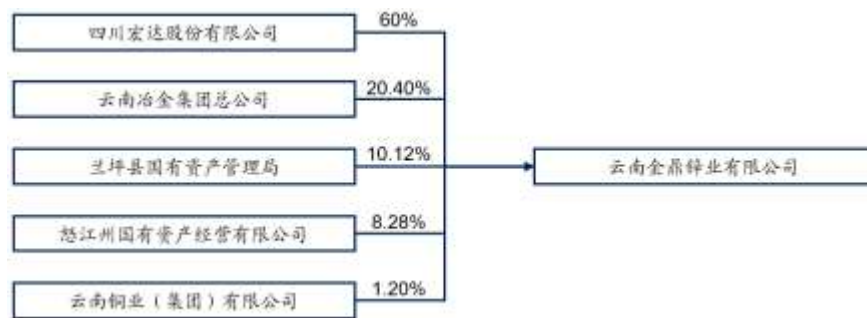 四川宏达股份有限公司
60%
云南冶金集团总公司
20.40%
兰坪县国有资产管理局
10.12%
云南金鼎锌业有限公司
怒江州国有资产经营有限公司
8.28%
云南铜业（集团）有限公司
1.20%